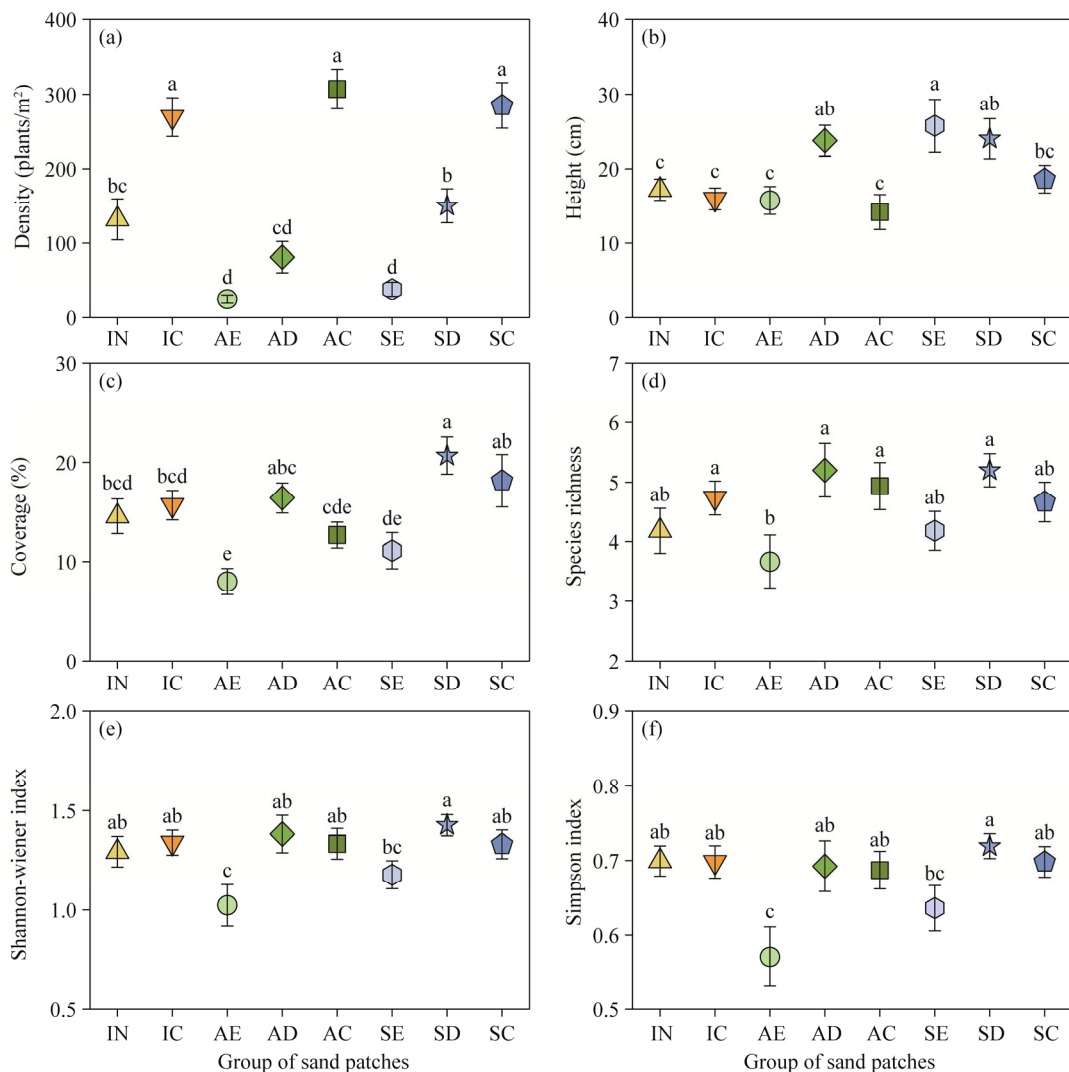 (a)
Density (plants/m²)
400
300
200
100
0
bc
a
d
cd
a
d
b
a
IN IC AE AD AC SE SD SC
(b)
Height (cm)
40
30
20
10
0
c
c
c
ab
c
a
ab
bc
IN IC AE AD AC SE SD SC
(c)
Coverage (%)
30
20
10
0
bcd
bcd
e
abc
cde
de
a
ab
IN IC AE AD AC SE SD SC
(d)
Species richness
7
6
5
4
3
2
ab
a
b
a
a
ab
a
ab
IN IC AE AD AC SE SD SC
(e)
Shannon-wiener index
2.0
1.5
1.0
0.5
ab
ab
c
ab
ab
bc
a
ab
IN IC AE AD AC SE SD SC
Group of sand patches
(f)
Simpson index
0.9
0.8
0.7
0.6
0.5
ab
ab
c
ab
ab
bc
a
ab
IN IC AE AD AC SE SD SC
Group of sand patches